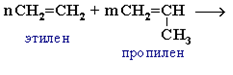 nCH₂=CH₂ + mCH₂=CH ⟶
CH₃
этилен пропилен